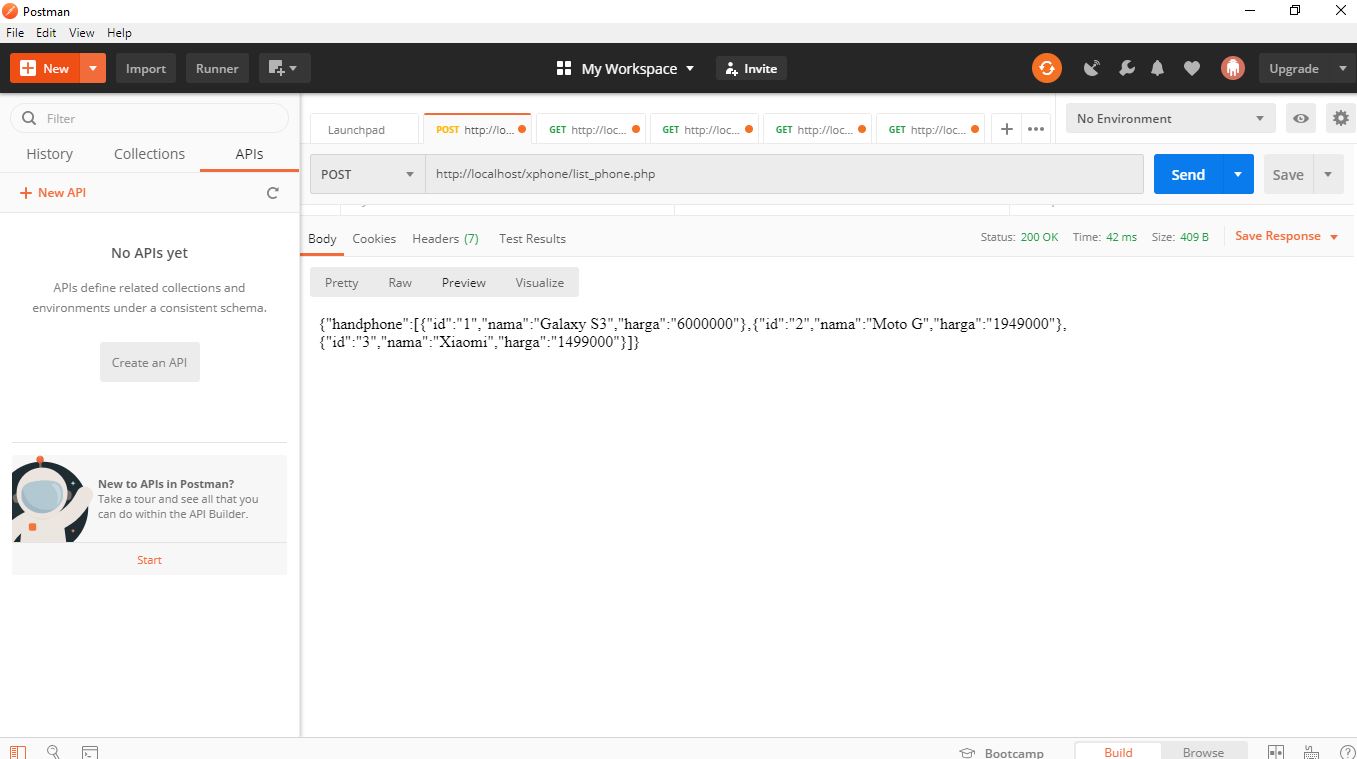 Postman
File Edit View Help
New Import Runner My Workspace Invite Upgrade
Filter
History Collections APIs
New API
No APIs yet
APIs define related collections and
environments under a consistent schema.
Create an API
New to APIs in Postman?
Take a tour and see all that you
can do within the API Builder.
Start
Launchpad POST http://lo... GET http://loc... GET http://loc... GET http://loc... GET http://loc... No Environment
POST http://localhost/xphone/list_phone.php Send Save
Body Cookies Headers (7) Test Results Status: 200 OK Time: 42 ms Size: 409 B Save Response
Pretty Raw Preview Visualize
{"handphone":[{"id":"1","nama":"Galaxy S3","harga":"6000000"},{"id":"2","nama":"Moto G","harga":"1949000"},
{"id":"3","nama":"Xiaomi","harga":"1499000"}]}
Bootcamp Build Browse